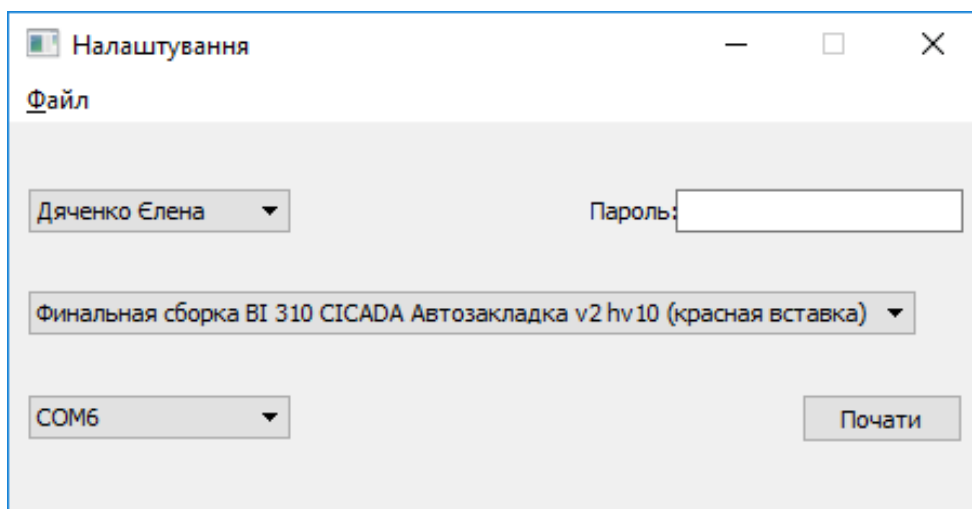 Налаштування
Файл
Дяченко Єлена Пароль:
Финальная сборка BI 310 CICADA Автозакладка v2 hv10 (красная вставка)
COM6 Почати